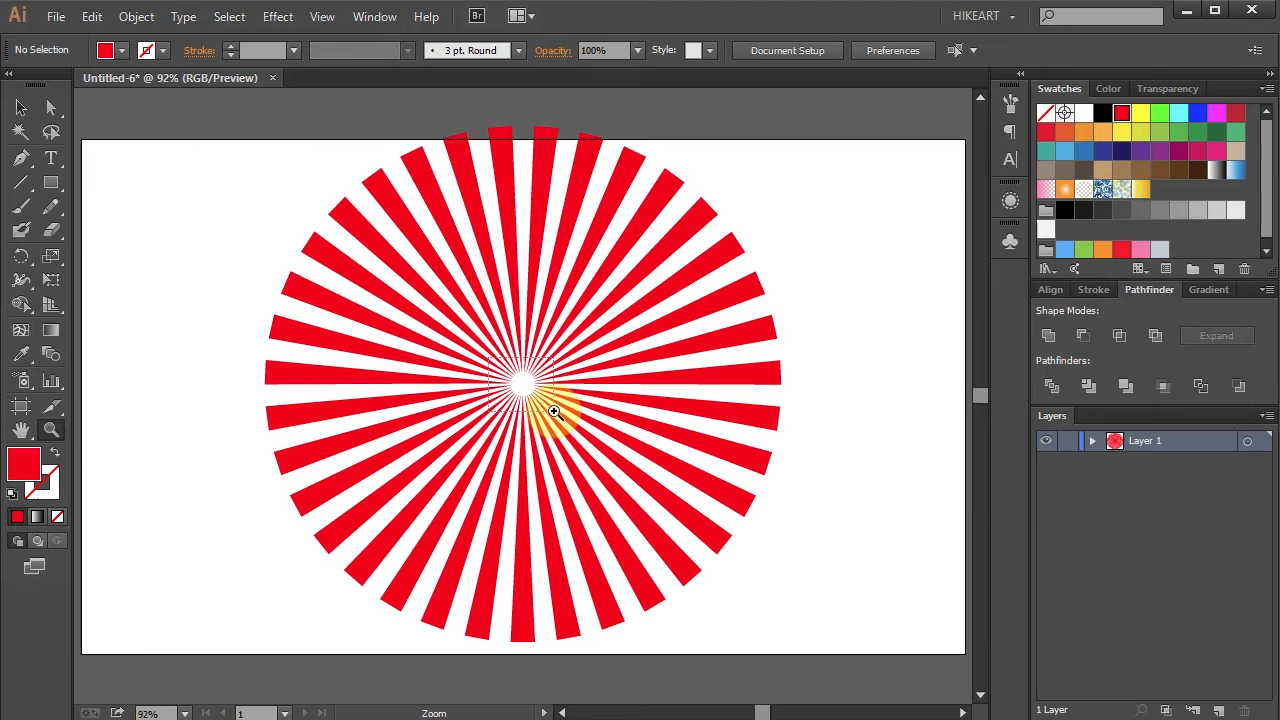 Ai File Edit Object Type Select Effect View Window Help Br HIKEART
No Selection Stroke: 3 pt. Round Opacity: 100% Style: Document Setup Preferences
Untitled-6* @ 92% (RGB/Preview) ×
Swatches Color Transparency
Align Stroke Pathfinder Gradient
Shape Modes:
Expand
Pathfinders:
Layers
Layer 1
1 Layer
92% 1 Zoom